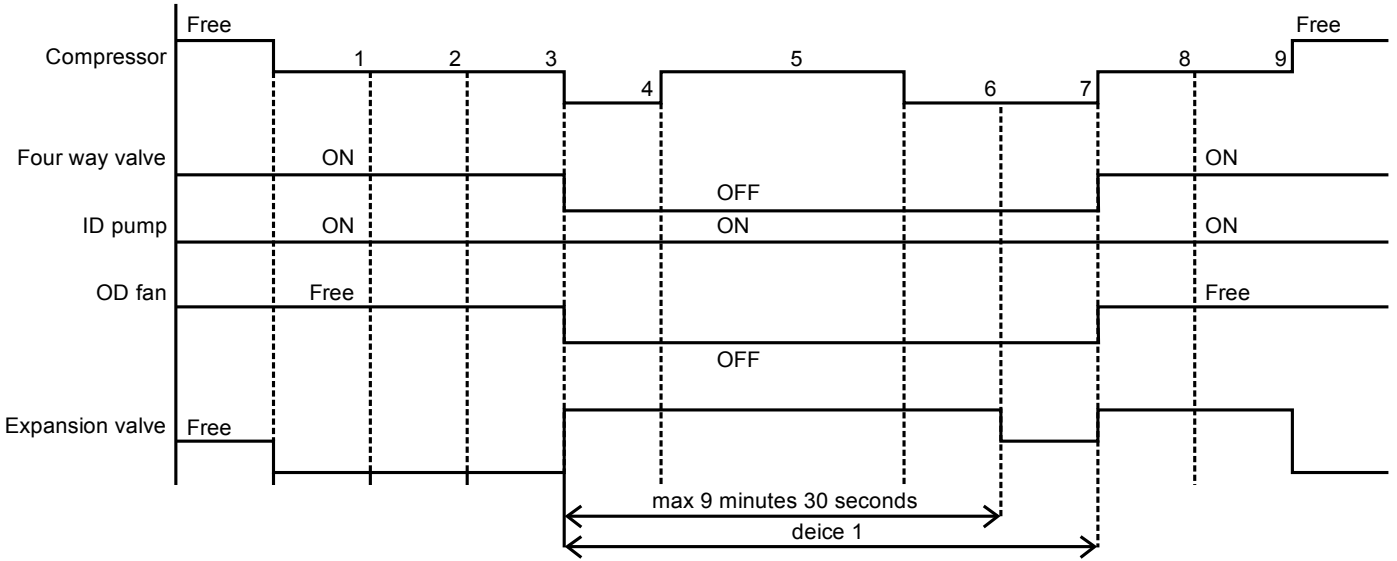 Free Free
Compressor 1 2 3 4 5 6 7 8 9
Four way valve ON OFF ON
ID pump ON ON ON
OD fan Free OFF Free
Expansion valve Free
max 9 minutes 30 seconds
deice 1